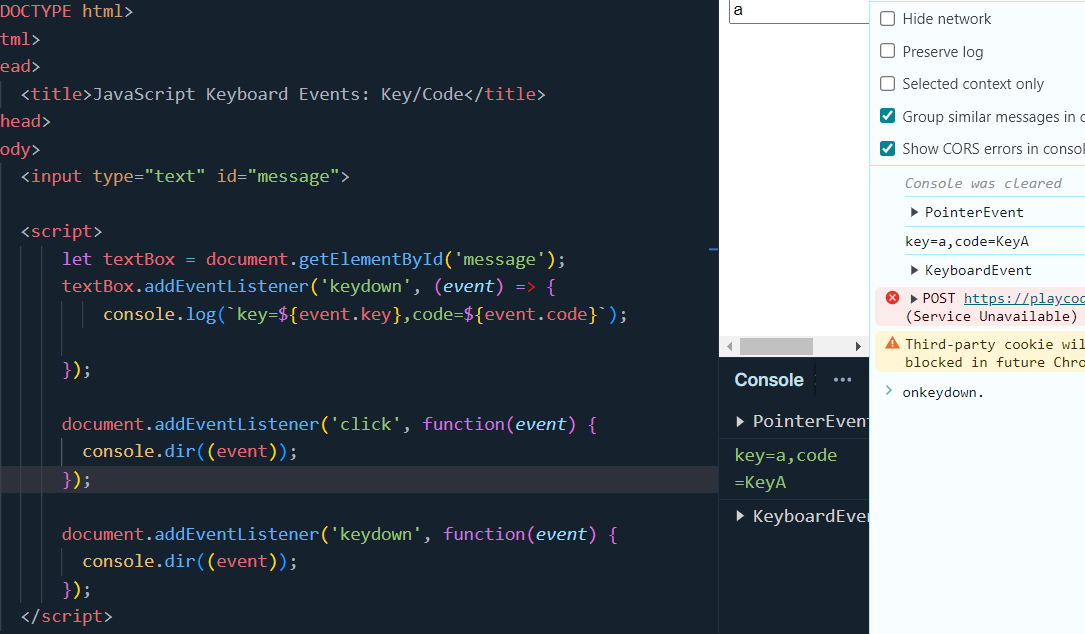 DOCTYPE html>
tml>
ead>
<title>JavaScript Keyboard Events: Key/Code</title>
head>
ody>
<input type="text" id="message">
<script>
let textBox = document.getElementById('message');
textBox.addEventListener('keydown', (event) => {
console.log(`key=${event.key},code=${event.code}`);
});
document.addEventListener('click', function(event) {
console.dir((event));
});
document.addEventListener('keydown', function(event) {
console.dir((event));
});
</script>
a
Console ...
PointerEven
key=a,code
=KeyA
KeyboardEve
Hide network
Preserve log
Selected context only
Group similar messages in c
Show CORS errors in consol
Console was cleared
PointerEvent
key=a,code=KeyA
KeyboardEvent
POST https://playcod
(Service Unavailable)
Third-party cookie wil
blocked in future Chro
onkeydown.